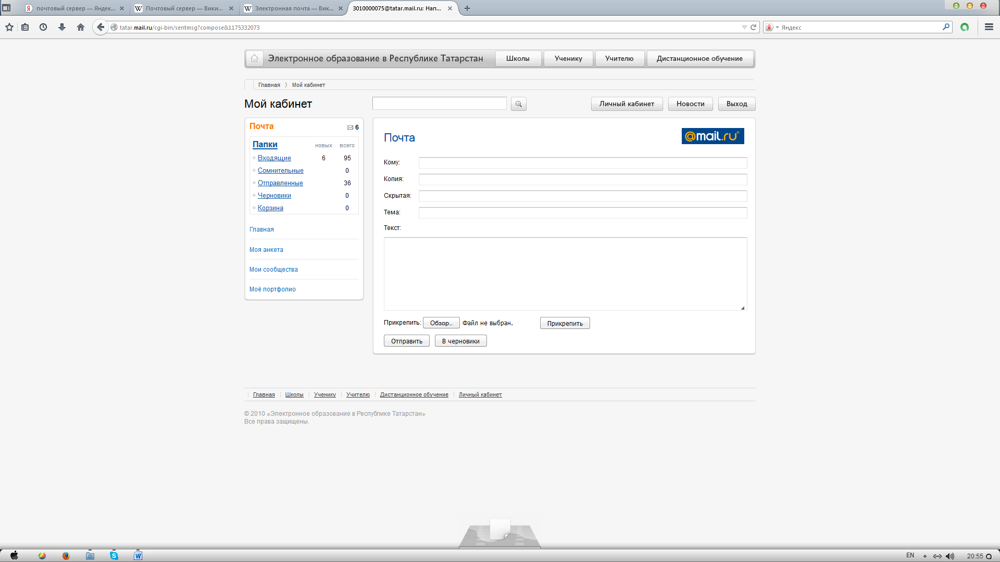 почтовый сервер — Яндек...
Почтовый сервер — Вики...
Электронная почта — Вик...
3010000075@tatar.mail.ru: Нап...
tatar.mail.ru/cgi-bin/sentmsg?compose&1175332073
Яндекс
Электронное образование в Республике Татарстан
Школы
Ученику
Учителю
Дистанционное обучение
Главная
Мой кабинет
Мой кабинет
Личный кабинет
Новости
Выход
Почта 6
Папки новых всего
Входящие 6 95
Сомнительные 0
Отправленные 36
Черновики 0
Корзина 0
Главная
Моя анкета
Мои сообщества
Моё портфолио
Почта
@mail.ru®
Кому:
Копия:
Скрытая:
Тема:
Текст:
Прикрепить: Обзор... Файл не выбран. Прикрепить
Отправить В черновики
Главная Школы Ученику Учителю Дистанционное обучение Личный кабинет
© 2010 «Электронное образование в Республике Татарстан»
Все права защищены.
EN 20:55